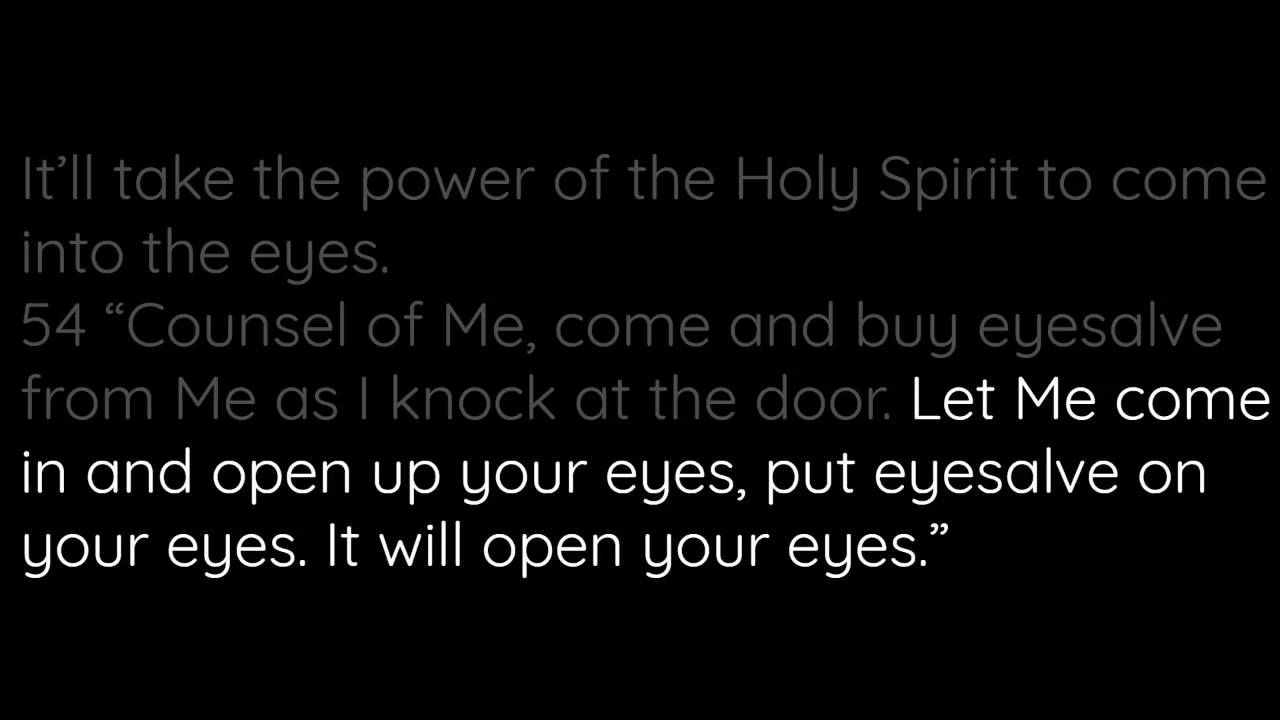 It’ll take the power of the Holy Spirit to come
into the eyes.
54 “Counsel of Me, come and buy eyesalve
from Me as I knock at the door. Let Me come
in and open up your eyes, put eyesalve on
your eyes. It will open your eyes.”